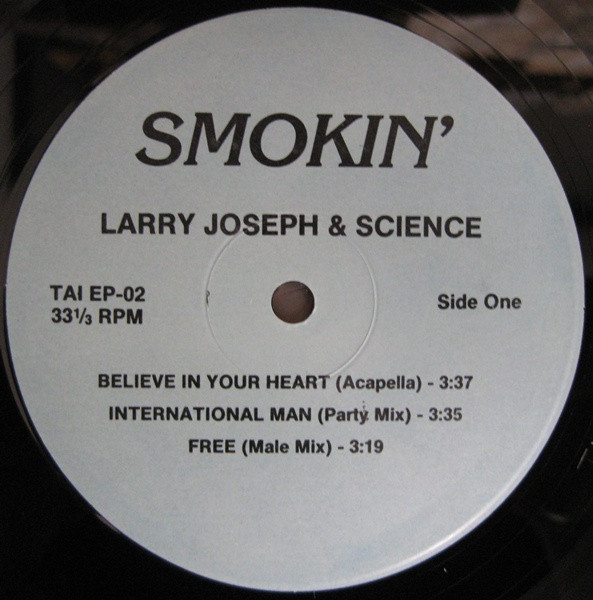 SMOKIN'
LARRY JOSEPH & SCIENCE
TAI EP-02
33⅓ RPM
Side One
BELIEVE IN YOUR HEART (Acapella) - 3:37
INTERNATIONAL MAN (Party Mix) - 3:35
FREE (Male Mix) - 3:19